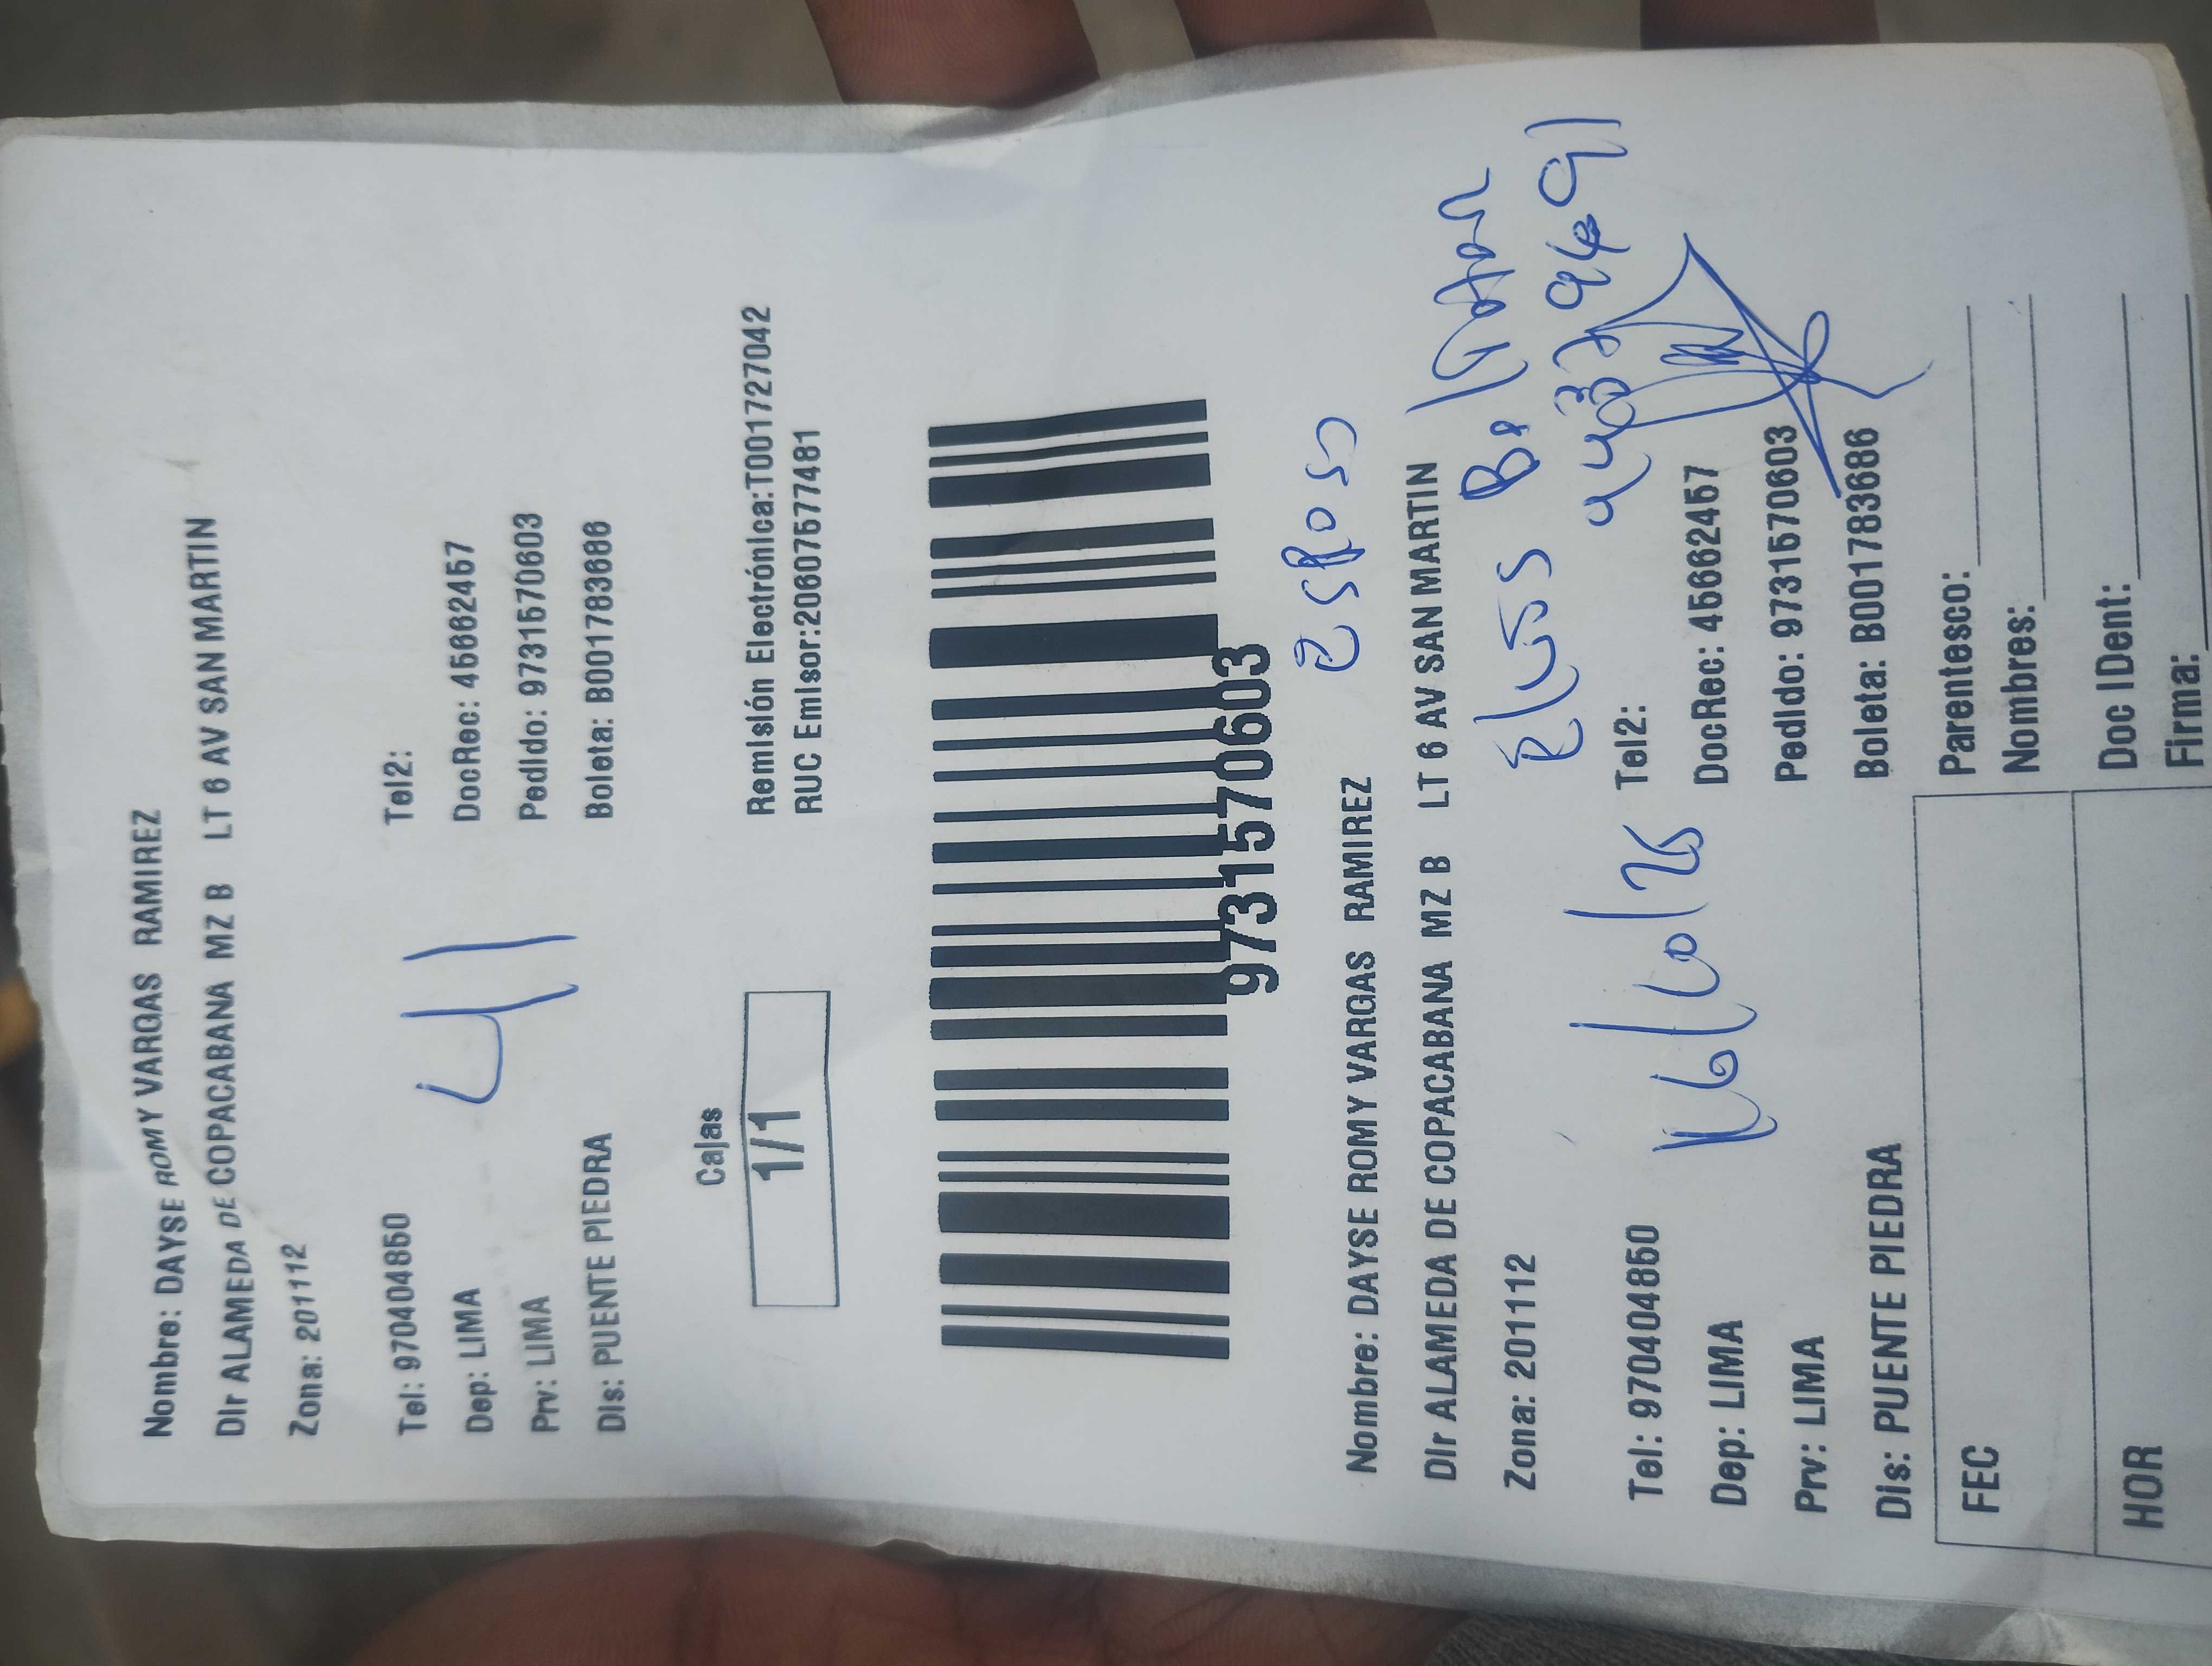 Nombre: DAYSE ROMY VARGAS RAMIREZ
Dir ALAMEDA DE COPACABANA MZ B LT 6 AV SAN MARTIN
Zona: 201112
Tel: 970404850 Tel2:
Dep: LIMA DocRec: 45662457
Prv: LIMA Pedido: 9731570603
Dis: PUENTE PIEDRA Boleta: B001783686
411
Cajas
1/1
Remisión Electrónica:T001727042
RUC Emisor:20607577481
9731570603
esposo
Nombre: DAYSE ROMY VARGAS RAMIREZ
Dir ALAMEDA DE COPACABANA MZ B LT 6 AV SAN MARTIN
Zona: 201112
Tel: 970404850 Tel2:
Dep: LIMA DocRec: 45662457
Prv: LIMA Pedido: 9731570603
Dis: PUENTE PIEDRA Boleta: B001783686
FEC
HOR
Parentesco:
Nombres:
Doc IDent:
Firma: